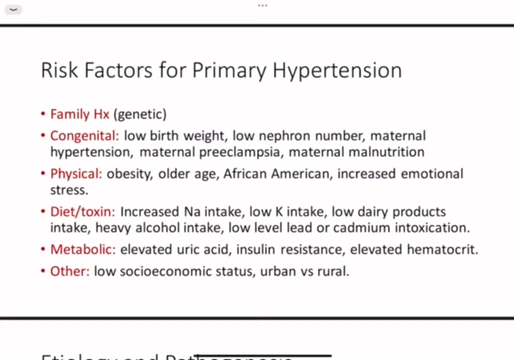 Risk Factors for Primary Hypertension
• Family Hx (genetic)
• Congenital: low birth weight, low nephron number, maternal
hypertension, maternal preeclampsia, maternal malnutrition
• Physical: obesity, older age, African American, increased emotional
stress.
• Diet/toxin: Increased Na intake, low K intake, low dairy products
intake, heavy alcohol intake, low level lead or cadmium intoxication.
• Metabolic: elevated uric acid, insulin resistance, elevated hematocrit.
• Other: low socioeconomic status, urban vs rural.
Etiology and Pathogenesis